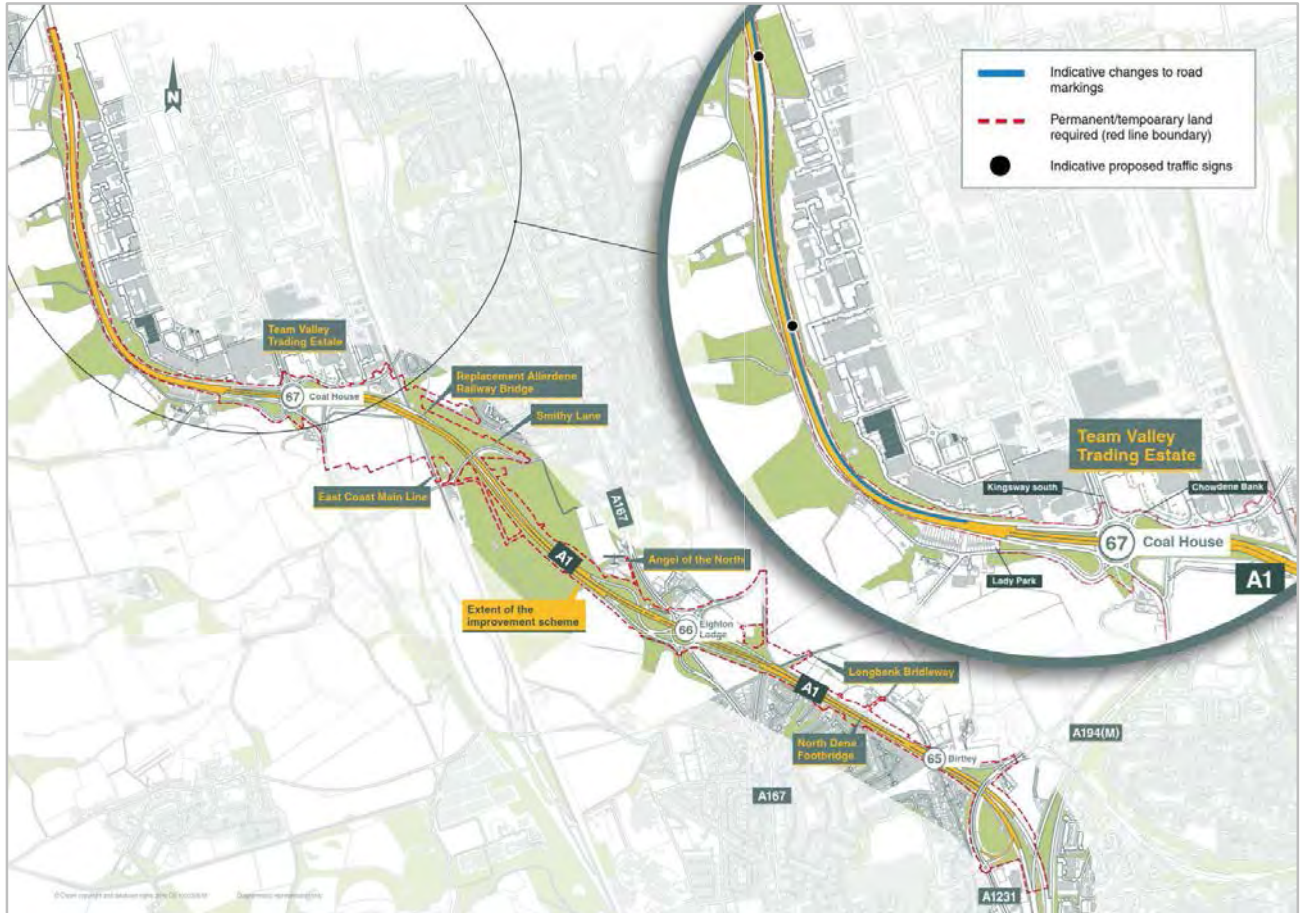 N
Team Valley
Trading Estate
67
Coal House
Replacement Allerdene
Railway Bridge
Smithy Lane
East Coast Main Line
A167
A1
Angel of the North
Extent of the
improvement scheme
66
Eighton
Lodge
Longbank Bridleway
A1
North Dene
Footbridge
65
Birtley
A194(M)
A167
A1231
Indicative changes to road
markings
Permanent/tempoarary land
required (red line boundary)
Indicative proposed traffic signs
Team Valley
Trading Estate
Kingsway south
Chowdene Bank
67
Coal House
Lady Park
A1